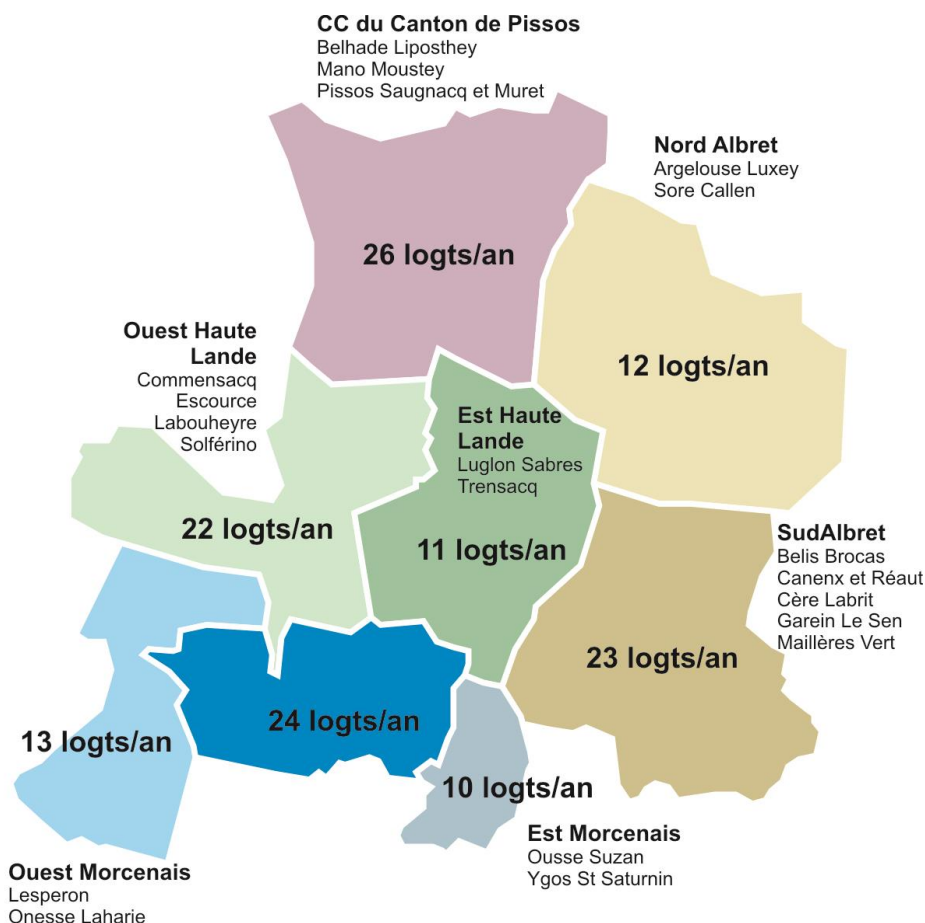 CC du Canton de Pissos
Belhade Liposthey
Mano Moustey
Pissos Saugnacq et Muret
Nord Albret
Argelouse Luxey
Sore Callen
26 logts/an
Ouest Haute
Lande
Commensacq
Escource
Labouheyre
Solférino
12 logts/an
Est Haute
Lande
Luglon Sabres
Trensacq
22 logts/an
11 logts/an
SudAlbret
Belis Brocas
Canenx et Réaut
Cère Labrit
Garein Le Sen
Maillères Vert
23 logts/an
24 logts/an
13 logts/an
10 logts/an
Est Morcenais
Ousse Suzan
Ygos St Saturnin
Ouest Morcenais
Lesperon
Onesse Laharie